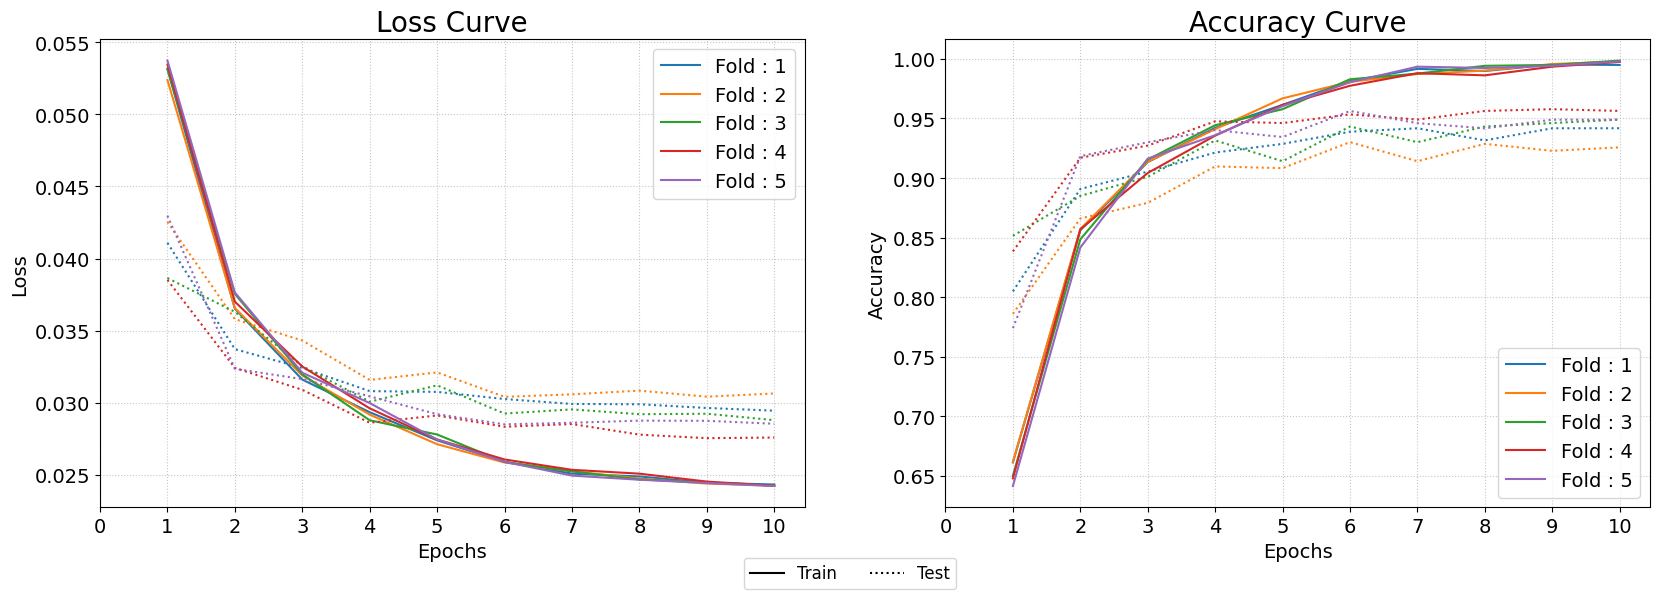 Loss Curve
0.055
0.050
0.045
0.040
0.035
0.030
0.025
Loss
0 1 2 3 4 5 6 7 8 9 10
Epochs
Fold : 1
Fold : 2
Fold : 3
Fold : 4
Fold : 5
Accuracy Curve
1.00
0.95
0.90
0.85
0.80
0.75
0.70
0.65
Accuracy
0 1 2 3 4 5 6 7 8 9 10
Epochs
Fold : 1
Fold : 2
Fold : 3
Fold : 4
Fold : 5
Train Test